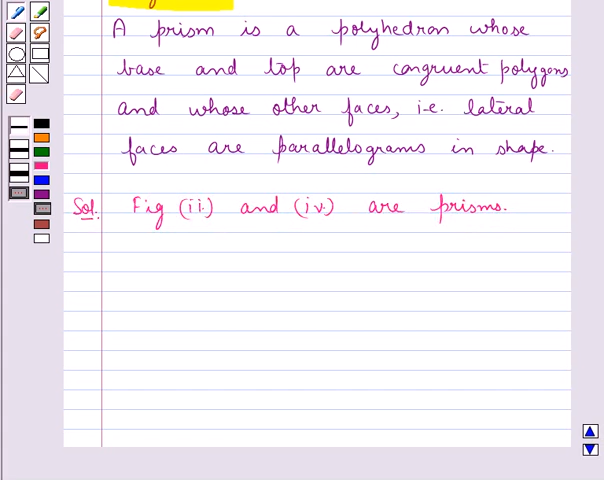 A prism is a polyhedron whose
base and top are congruent polygons
and whose other faces, i.e. lateral
faces are parallelograms in shape.
Sol. Fig (ii) and (iv) are prisms.